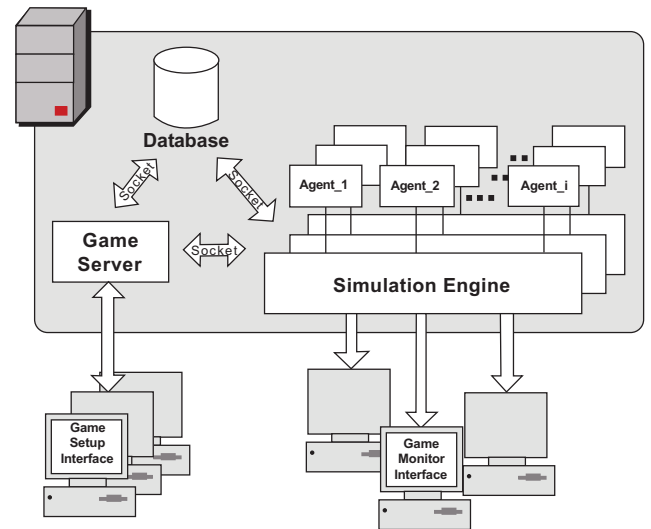 Database
Socket
Socket
Agent_1
Agent_2
Agent_i
Game
Server
Socket
Simulation Engine
Game
Setup
Interface
Game
Monitor
Interface